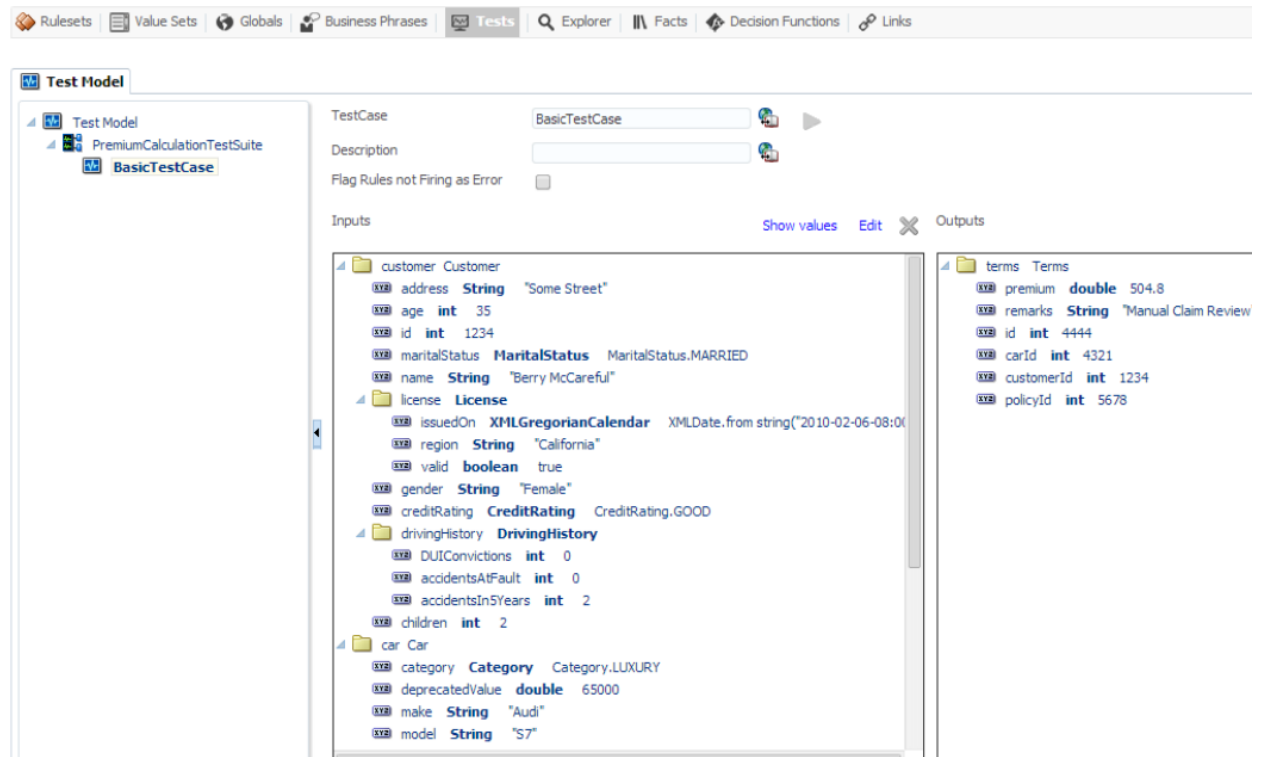 Rulesets Value Sets Globals Business Phrases Tests Explorer Facts Decision Functions Links
Test Model
Test Model
PremiumCalculationTestSuite
BasicTestCase
TestCase BasicTestCase
Description
Flag Rules not Firing as Error
Inputs Show values Edit
customer Customer
address String "Some Street"
age int 35
id int 1234
maritalStatus MaritalStatus MaritalStatus.MARRIED
name String "Berry McCareful"
license License
issuedOn XMLGregorianCalendar XMLDate.from string("2010-02-06-08:00
region String "California"
valid boolean true
gender String "Female"
creditRating CreditRating CreditRating.GOOD
drivingHistory DrivingHistory
DUIConvictions int 0
accidentsAtFault int 0
accidentsIn5Years int 2
children int 2
car Car
category Category Category.LUXURY
deprecatedValue double 65000
make String "Audi"
model String "S7"
Outputs
terms Terms
premium double 504.8
remarks String "Manual Claim Review
id int 4444
carId int 4321
customerId int 1234
policyId int 5678